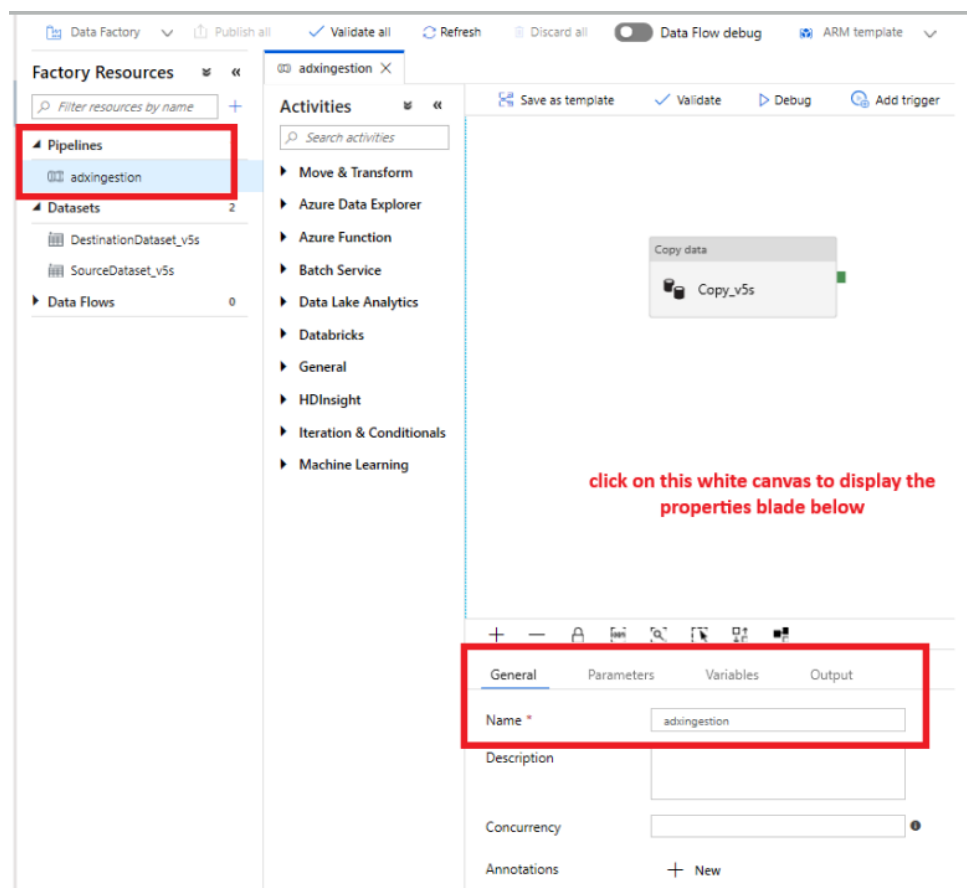 Data Factory
Publish all
Validate all
Refresh
Discard all
Data Flow debug
ARM template
Factory Resources
Filter resources by name
Pipelines
adxingestion
Datasets 2
DestinationDataset_v5s
SourceDataset_v5s
Data Flows 0
adxingestion
Activities
Search activities
Move & Transform
Azure Data Explorer
Azure Function
Batch Service
Data Lake Analytics
Databricks
General
HDInsight
Iteration & Conditionals
Machine Learning
Save as template
Validate
Debug
Add trigger
Copy data
Copy_v5s
click on this white canvas to display the
properties blade below
100%
General
Parameters
Variables
Output
Name *
adxingestion
Description
Concurrency
Annotations
New